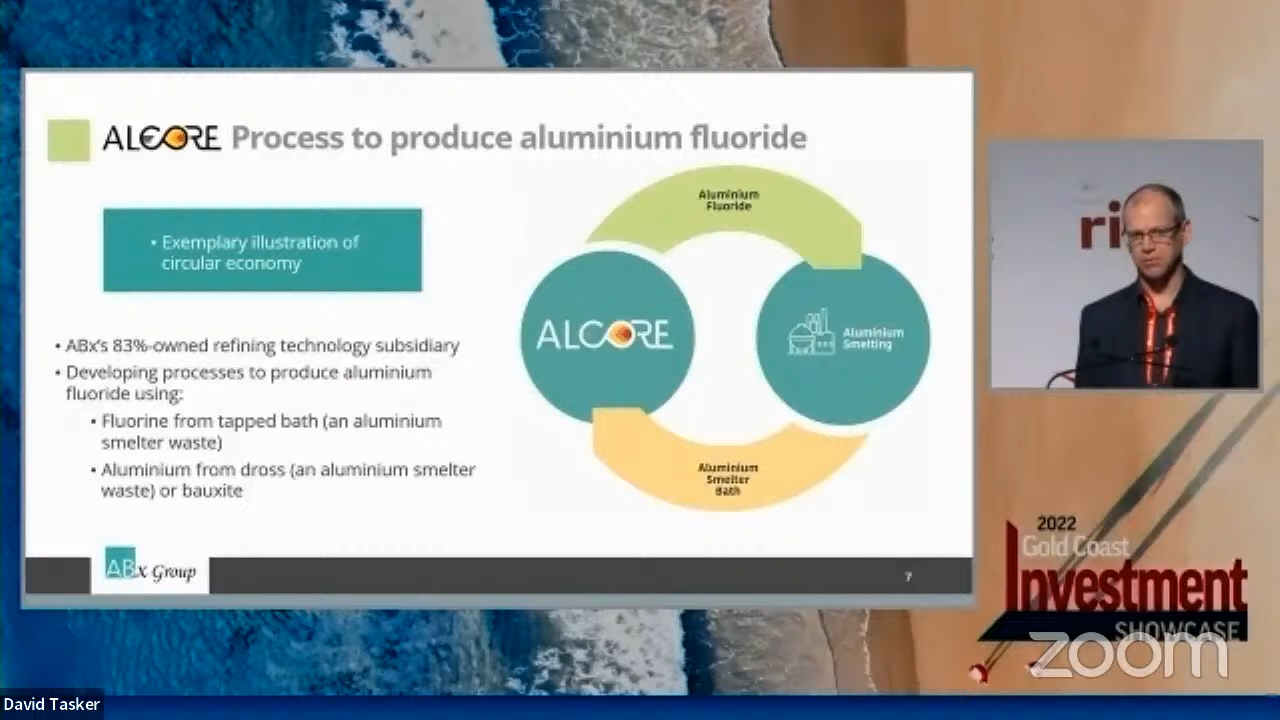 ALCORE Process to produce aluminium fluoride
• Exemplary illustration of
circular economy
• ABx's 83%-owned refining technology subsidiary
• Developing processes to produce aluminium
fluoride using:
• Fluorine from tapped bath (an aluminium
smelter waste)
• Aluminium from dross (an aluminium smelter
waste) or bauxite
Aluminium
Fluoride
ALCORE
Aluminium
Smelting
Aluminium
Smelter
Bath
ABx Group
7
ri
2022
Gold Coast
Investment
SHOWCASE
zoom
David Tasker